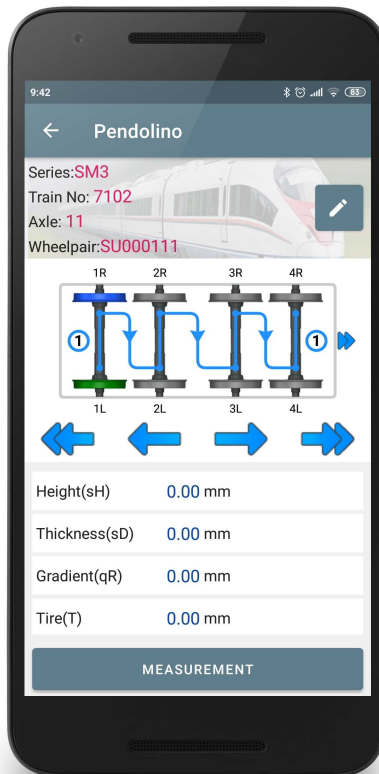 9:42
83
Pendolino
Series:SM3
Train No: 7102
Axle: 11
Wheelpair:SU000111
1R 2R 3R 4R
1 1
1L 2L 3L 4L
Height(sH) 0.00 mm
Thickness(sD) 0.00 mm
Gradient(qR) 0.00 mm
Tire(T) 0.00 mm
MEASUREMENT